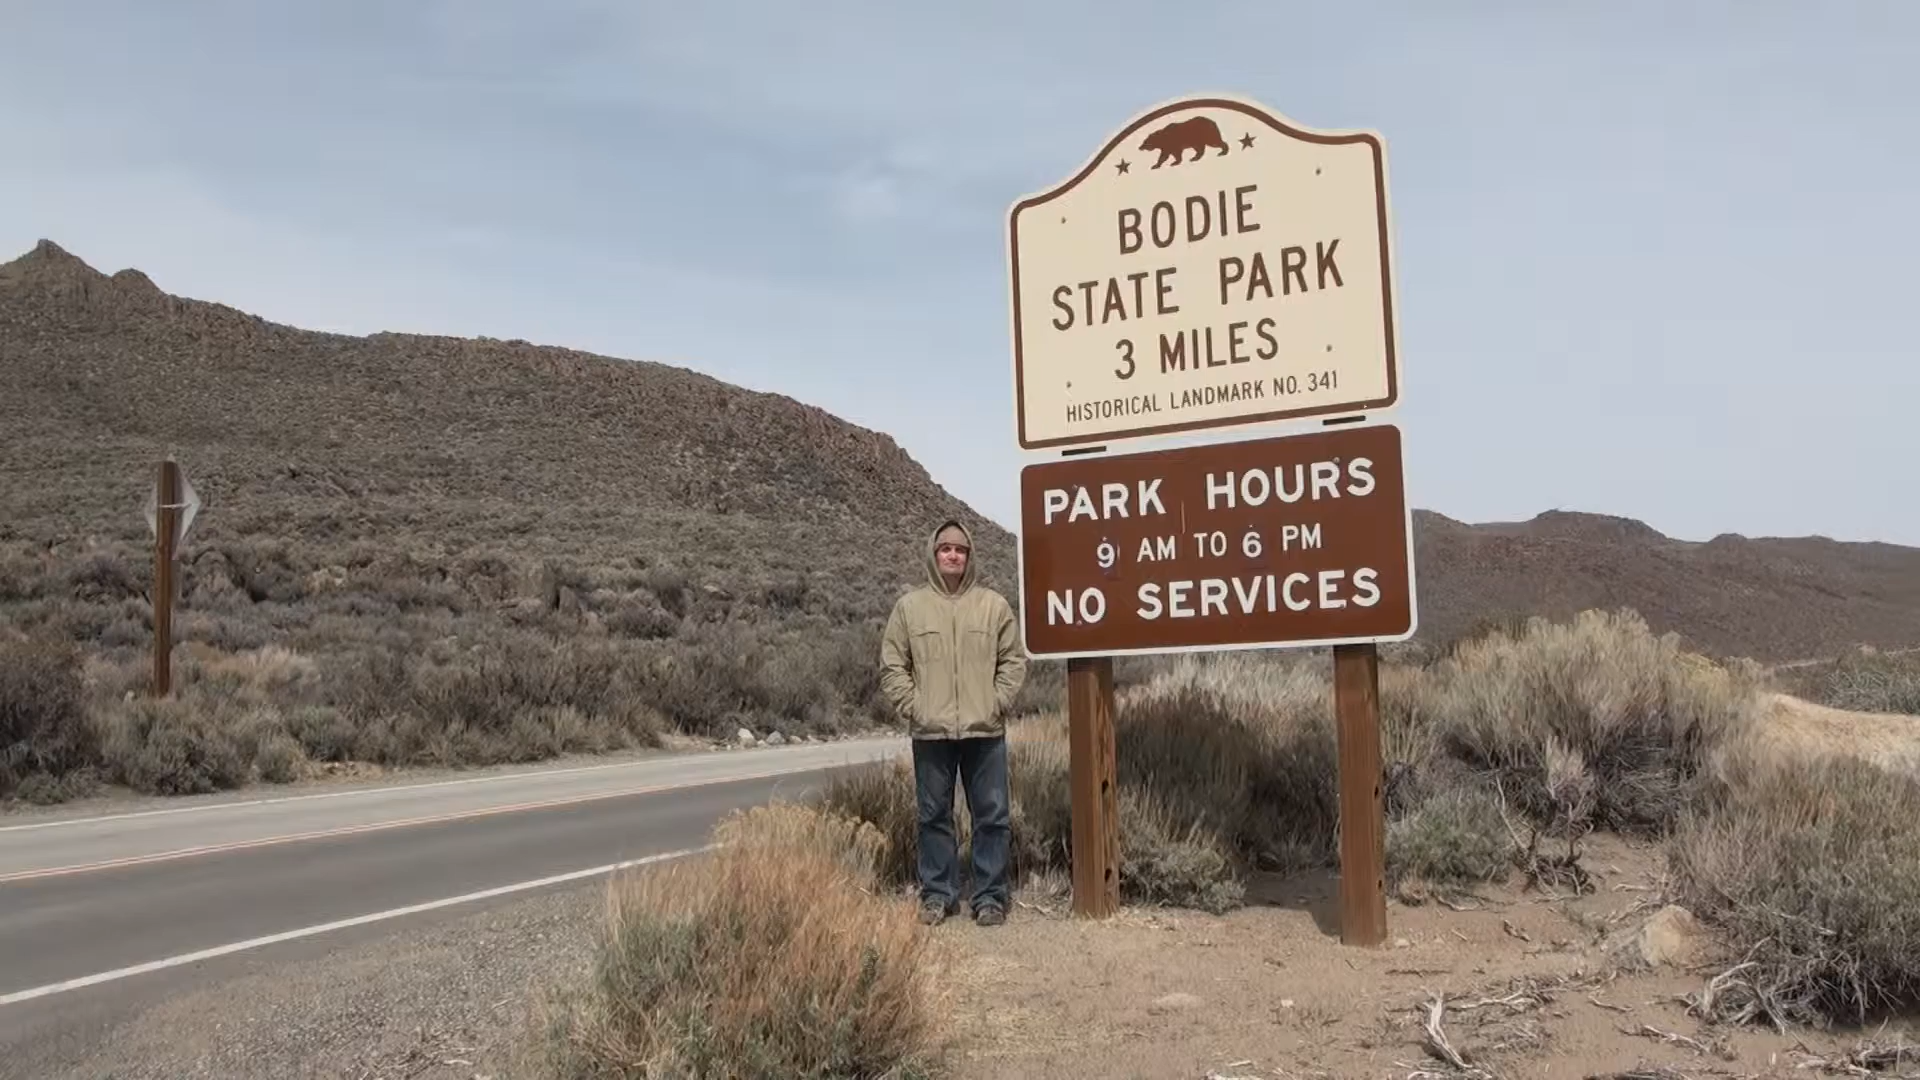 BODIE
STATE PARK
3 MILES
HISTORICAL LANDMARK NO. 341
PARK HOURS
9 AM TO 6 PM
NO SERVICES